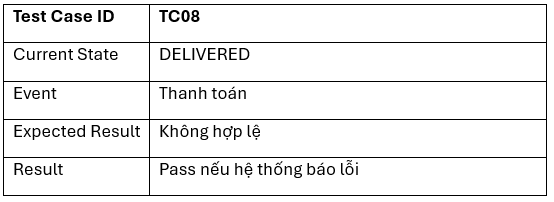 Test Case ID TC08
Current State DELIVERED
Event Thanh toán
Expected Result Không hợp lệ
Result Pass nếu hệ thống báo lỗi